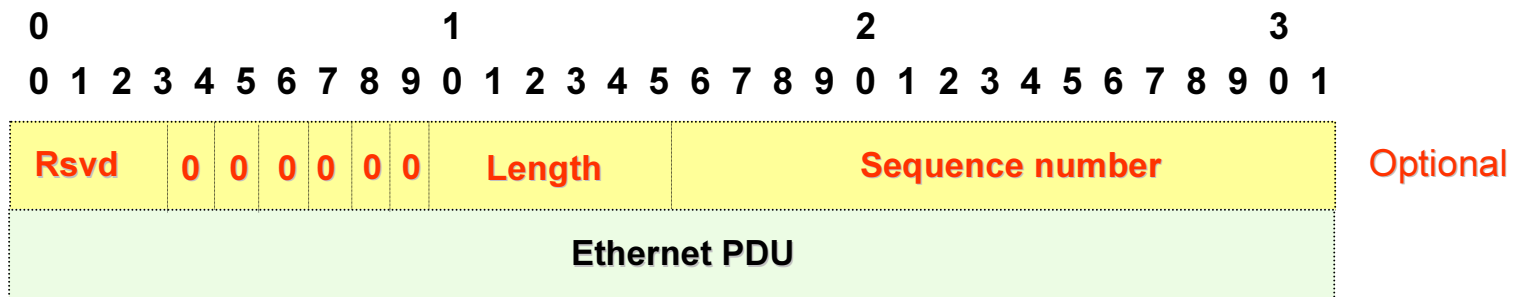 0 1 2 3
0 1 2 3 4 5 6 7 8 9 0 1 2 3 4 5 6 7 8 9 0 1 2 3 4 5 6 7 8 9 0 1
Rsvd 0 0 0 0 0 0 Length Sequence number Optional
Ethernet PDU